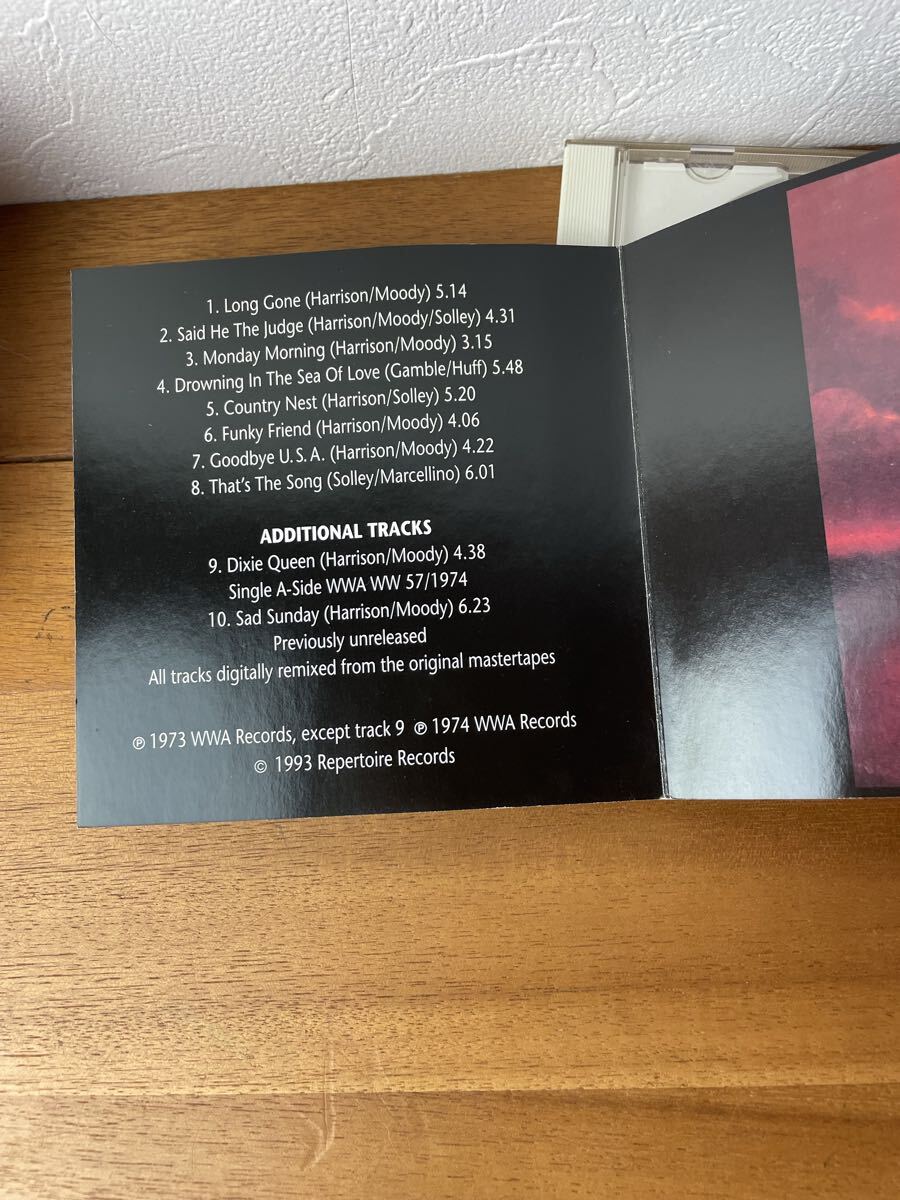 1. Long Gone (Harrison/Moody) 5.14
2. Said He The Judge (Harrison/Moody/Solley) 4.31
3. Monday Morning (Harrison/Moody) 3.15
4. Drowning In The Sea Of Love (Gamble/Huff) 5.48
5. Country Nest (Harrison/Solley) 5.20
6. Funky Friend (Harrison/Moody) 4.06
7. Goodbye U. S. A. (Harrison/Moody) 4.22
8. That's The Song (Solley/Marcellino) 6.01
ADDITIONAL TRACKS
9. Dixie Queen (Harrison/Moody) 4.38
Single A-Side WWA WW 57/1974
10. Sad Sunday (Harrison/Moody) 6.23
Previously unreleased
All tracks digitally remixed from the original mastertapes
℗ 1973 WWA Records, except track 9 ℗ 1974 WWA Records
© 1993 Repertoire Records